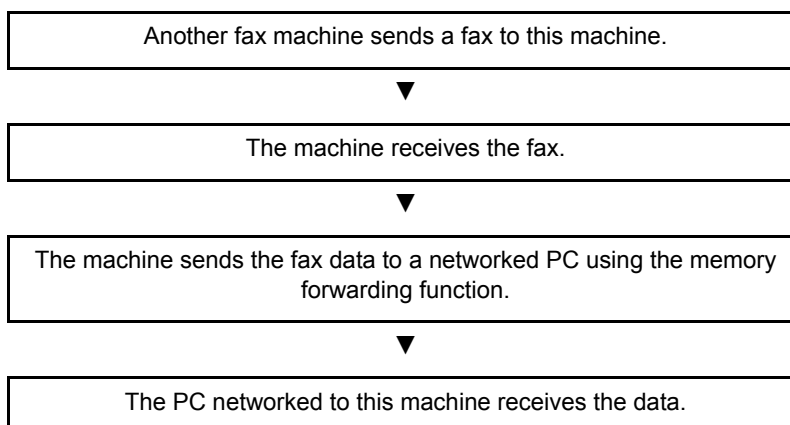 Another fax machine sends a fax to this machine.
▼
The machine receives the fax.
▼
The machine sends the fax data to a networked PC using the memory
forwarding function.
▼
The PC networked to this machine receives the data.